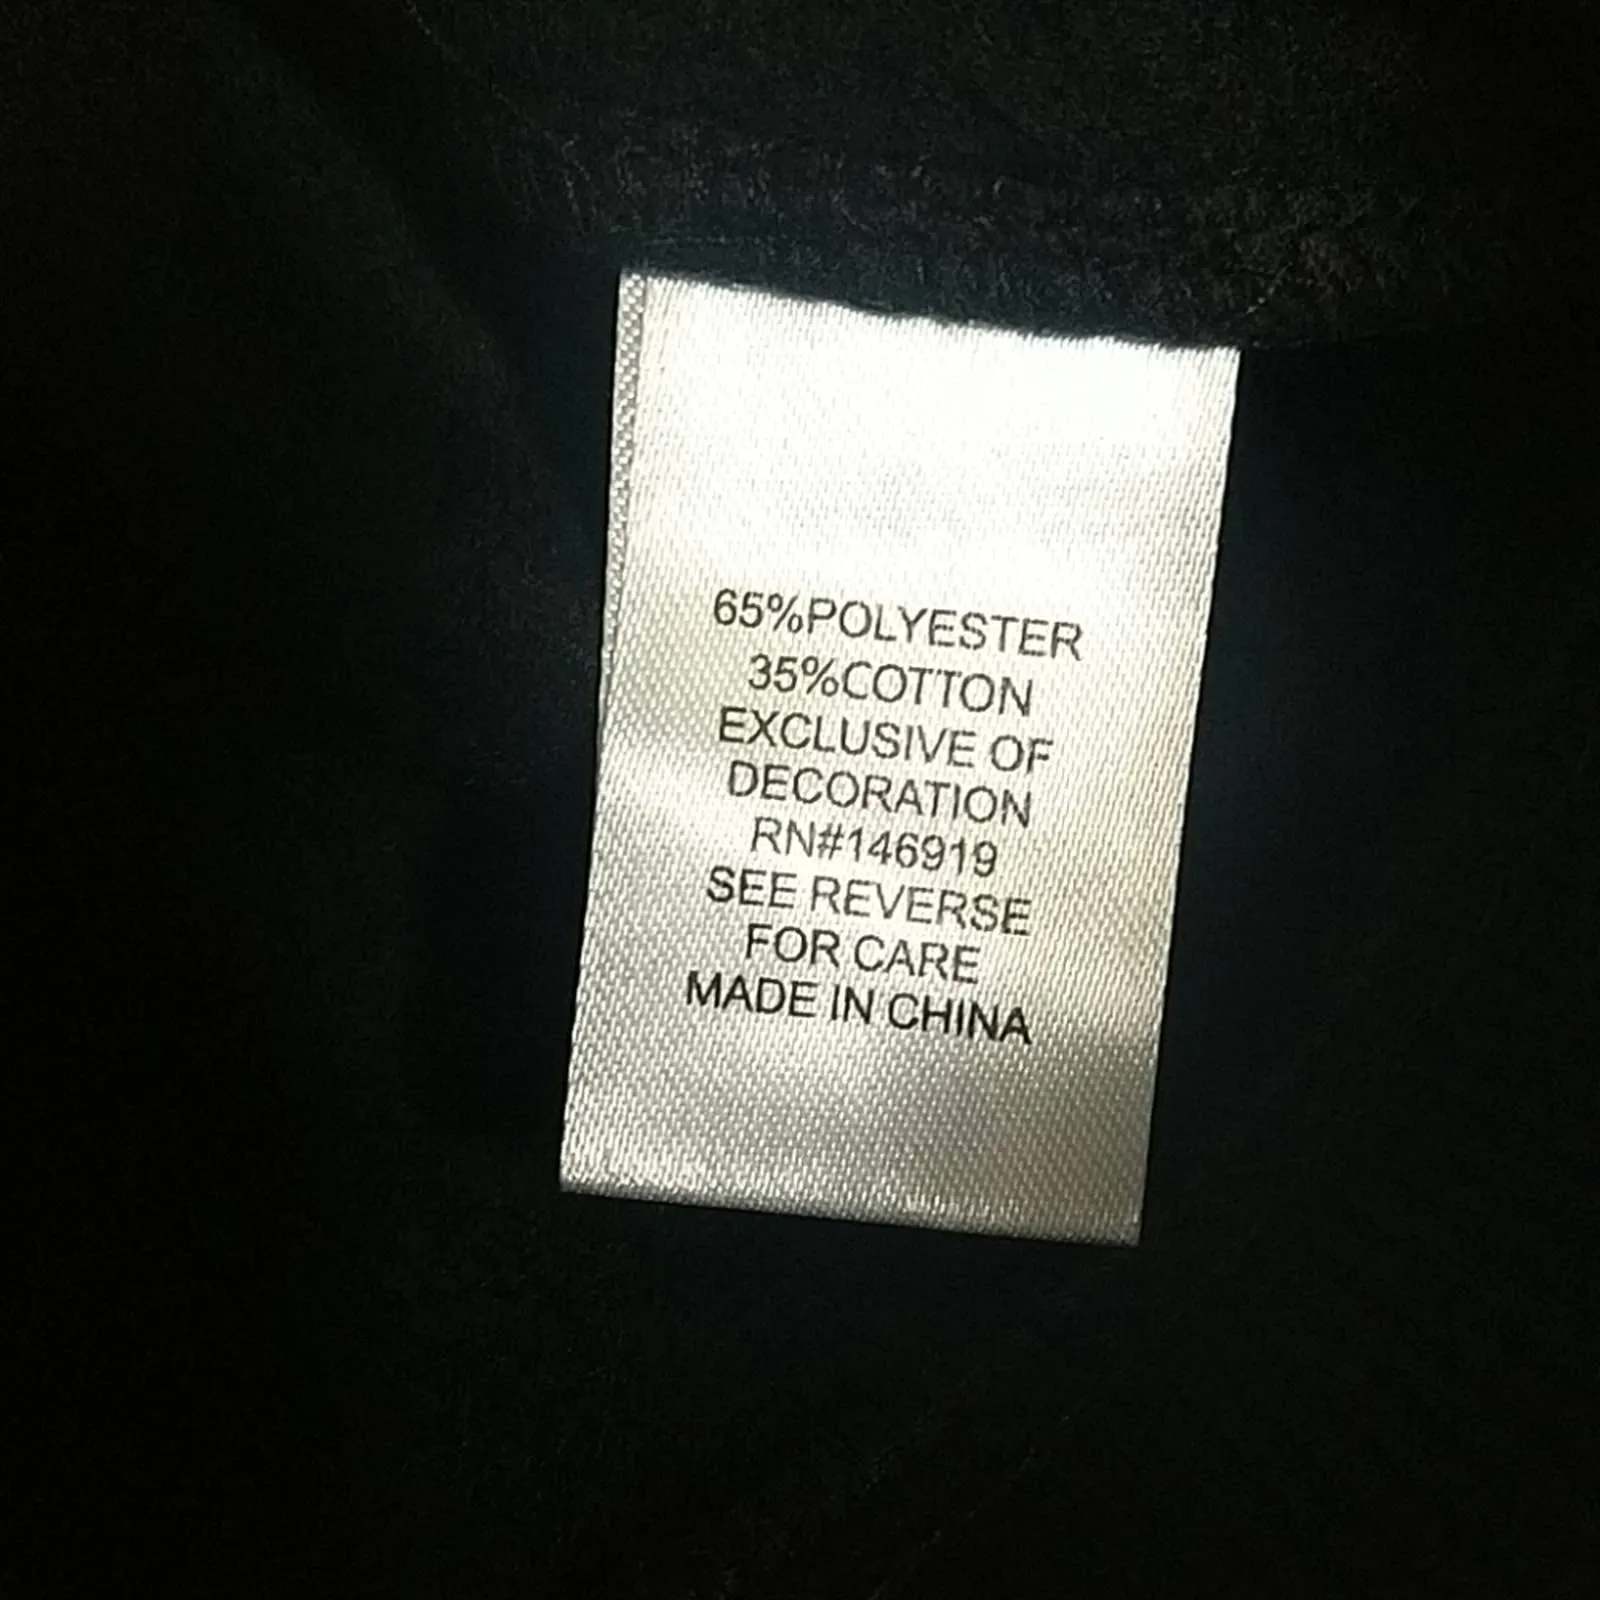 65%POLYESTER
35%COTTON
EXCLUSIVE OF
DECORATION
RN#146919
SEE REVERSE
FOR CARE
MADE IN CHINA